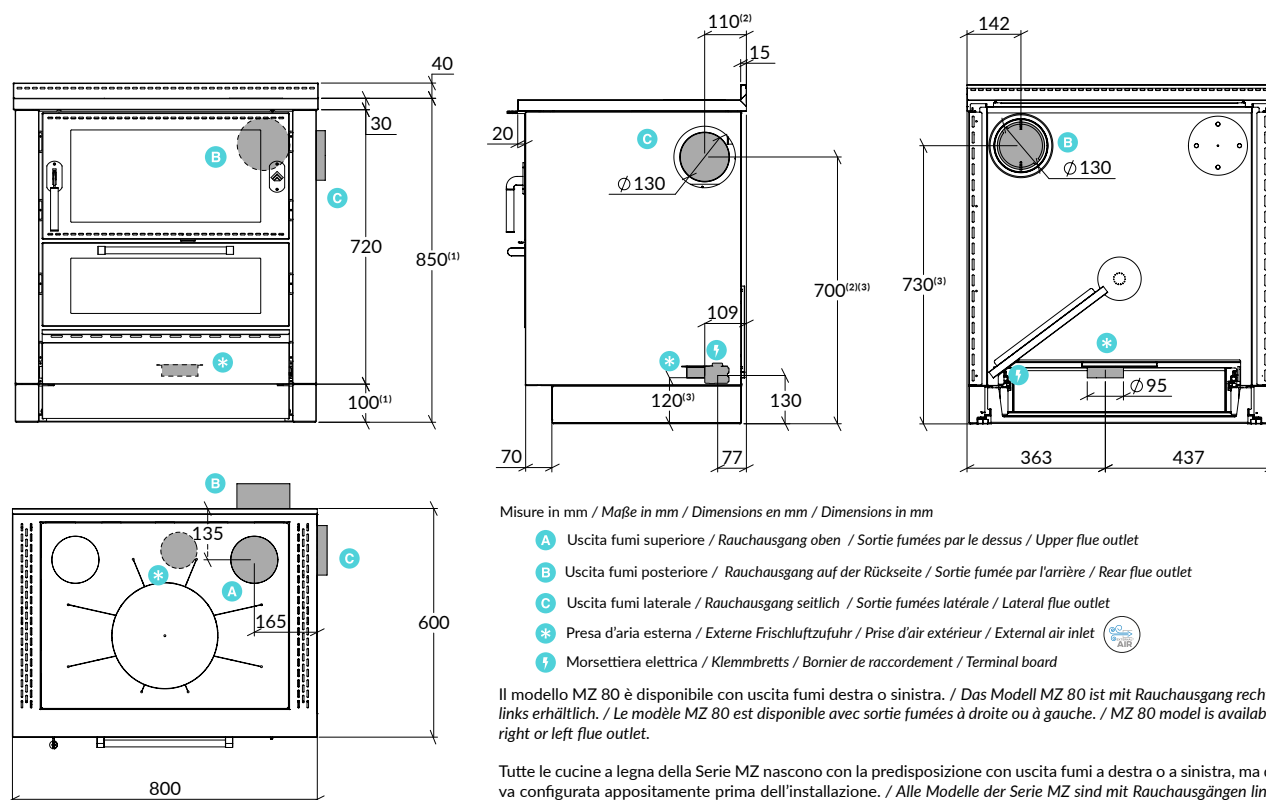 40
30
720
850⁽¹⁾
100⁽¹⁾
B
C
*
110⁽²⁾
15
20
C
Ø 130
700⁽²⁾⁽³⁾
109
*
120⁽³⁾
130
70
77
142
B
Ø 130
730⁽³⁾
*
Ø 95
363
437
B
135
C
*
A
165
600
800
Misure in mm / Maße in mm / Dimensions en mm / Dimensions in mm
A Uscita fumi superiore / Rauchausgang oben / Sortie fumées par le dessus / Upper flue outlet
B Uscita fumi posteriore / Rauchausgang auf der Rückseite / Sortie fumée par l'arrière / Rear flue outlet
C Uscita fumi laterale / Rauchausgang seitlich / Sortie fumées latérale / Lateral flue outlet
* Presa d'aria esterna / Externe Frischluftzufuhr / Prise d'air extérieur / External air inlet AIR
Morsettiera elettrica / Klemmbretts / Bornier de raccordement / Terminal board
Il modello MZ 80 è disponibile con uscita fumi destra o sinistra. / Das Modell MZ 80 ist mit Rauchausgang rech
links erhältlich. / Le modèle MZ 80 est disponible avec sortie fumées à droite ou à gauche. / MZ 80 model is availab
right or left flue outlet.
Tutte le cucine a legna della Serie MZ nascono con la predisposizione con uscita fumi a destra o a sinistra, ma
va configurata appositamente prima dell'installazione. / Alle Modelle der Serie MZ sind mit Rauchausgängen lin